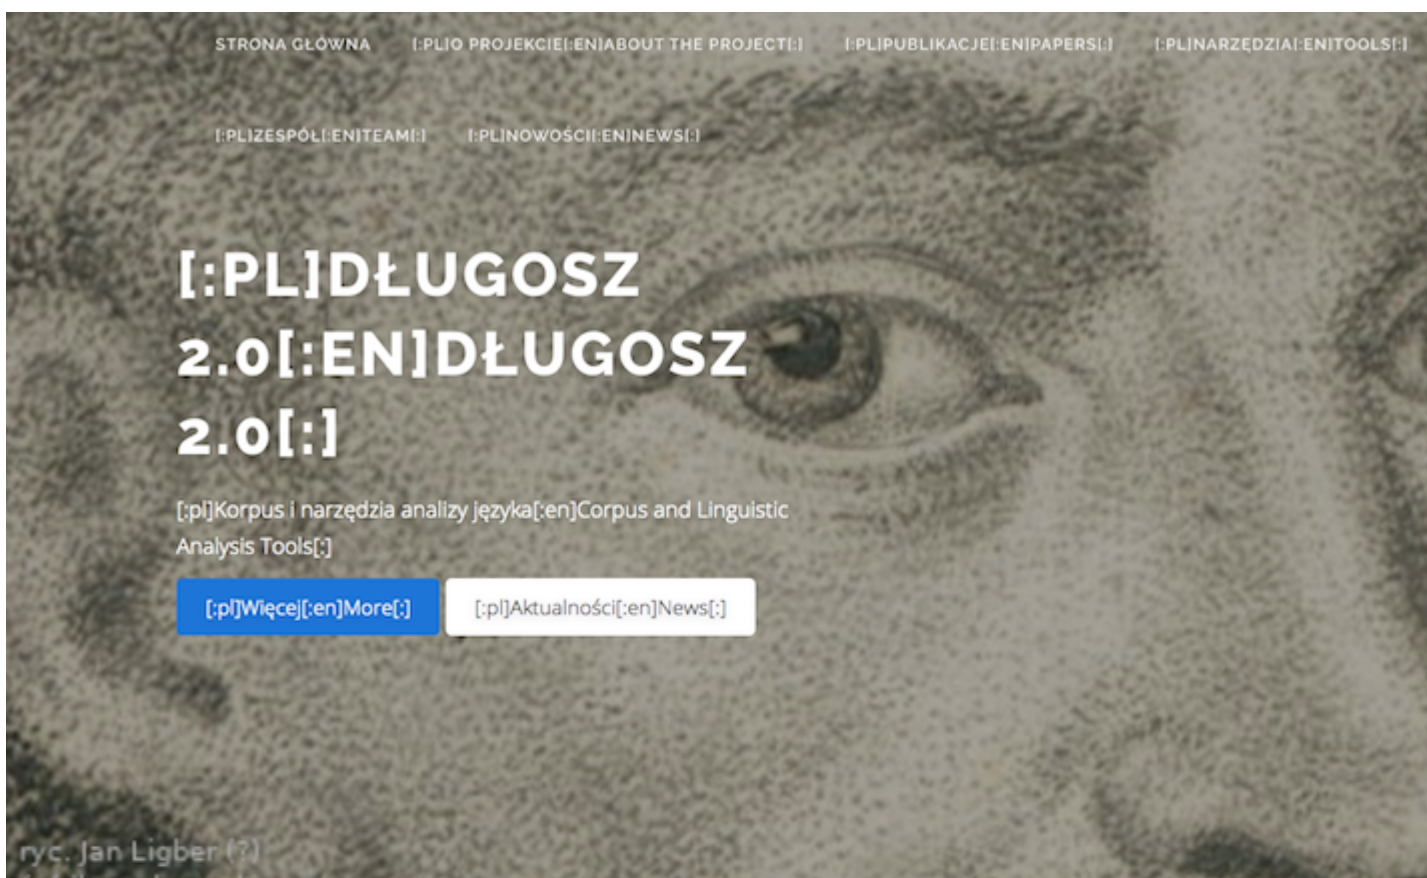 STRONA GŁÓWNA [:PL]O PROJEKCIE[:EN]ABOUT THE PROJECT[:] [:PL]PUBLIKACJE[:EN]PAPERS[:] [:PL]NARZĘDZIA[:EN]TOOLS[:]
[:PL]ZESPÓŁ[:EN]TEAM[:] [:PL]NOWOŚCI[:EN]NEWS[:]
[:PL]DŁUGOSZ
2.0[:EN]DŁUGOSZ
2.0[:]
[:pl]Korpus i narzędzia analizy języka[:en]Corpus and Linguistic
Analysis Tools[:]
[:pl]Więcej[:en]More[:] [:pl]Aktualności[:en]News[:]
ryc. Jan Ligber (?)